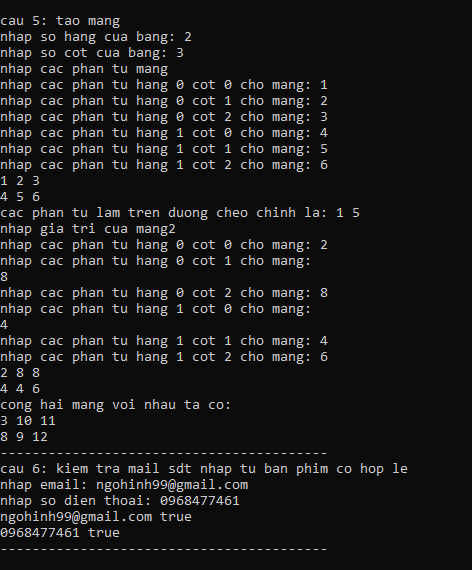 cau 5: tao mang
nhap so hang cua bang: 2
nhap so cot cua bang: 3
nhap cac phan tu mang
nhap cac phan tu hang 0 cot 0 cho mang: 1
nhap cac phan tu hang 0 cot 1 cho mang: 2
nhap cac phan tu hang 0 cot 2 cho mang: 3
nhap cac phan tu hang 1 cot 0 cho mang: 4
nhap cac phan tu hang 1 cot 1 cho mang: 5
nhap cac phan tu hang 1 cot 2 cho mang: 6
1 2 3
4 5 6
cac phan tu lam tren duong cheo chinh la: 1 5
nhap gia tri cua mang2
nhap cac phan tu hang 0 cot 0 cho mang: 2
nhap cac phan tu hang 0 cot 1 cho mang:
8
nhap cac phan tu hang 0 cot 2 cho mang: 8
nhap cac phan tu hang 1 cot 0 cho mang:
4
nhap cac phan tu hang 1 cot 1 cho mang: 4
nhap cac phan tu hang 1 cot 2 cho mang: 6
2 8 8
4 4 6
cong hai mang voi nhau ta co:
3 10 11
8 9 12
-----------------------------------------
cau 6: kiem tra mail sdt nhap tu ban phim co hop le
nhap email: ngohinh99@gmail.com
nhap so dien thoai: 0968477461
ngohinh99@gmail.com true
0968477461 true
-----------------------------------------